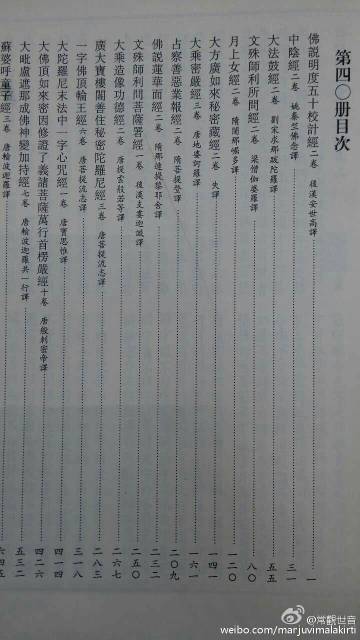 第四〇册目次
佛説明度五十校計經 二卷 後漢安世高譯 一
中陰經 二卷 姚秦竺佛念譯 三一
大法鼓經 二卷 劉宋求那跋陀羅譯 五五
文殊師利所問經 二卷 梁僧伽婆羅譯 八〇
月上女經 二卷 隋闍那崛多譯 一二〇
大方廣如來秘密藏經 二卷 失譯 一四一
大乘密嚴經 三卷 唐地婆訶羅譯 一六一
占察善惡業報經 二卷 隋菩提登譯 二〇九
佛説蓮華面經 二卷 隋那連提黎耶舍譯 二三二
文殊師利問菩薩署經 一卷 後漢支婁迦讖譯 二五〇
大乘造像功德經 二卷 唐提雲般若等譯 二六七
廣大寶樓閣善住秘密陀羅尼經 三卷 唐菩提流志譯 二八三
一字佛頂輪王經 六卷 唐菩提流志譯 三一八
大陀羅尼末法中一字心咒經 一卷 唐寶思惟譯 四一四
大佛頂如來密因修證了義諸菩薩萬行首楞嚴經 十卷 唐般剌密帝譯 四二六
大毗盧遮那成佛神變加持經 七卷 唐輸波迦羅共一行譯 五三二
蘇婆呼童子經 三卷 唐輸波迦羅譯 六四五
@常觀世音
weibo.com/marjuvimalakirti